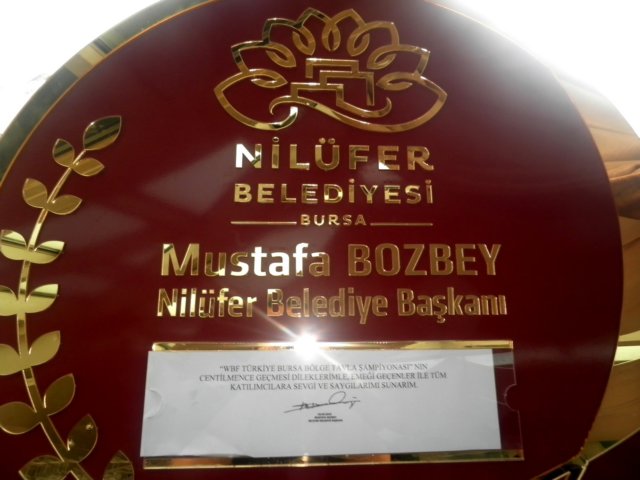 NİLÜFER
BELEDİYESİ
BURSA
Mustafa BOZBEY
Nilüfer Belediye Başkanı
"WBF TÜRKİYE BURSA BÖLGE TAVLA ŞAMPİYONASI" NIN
CENTİLMENCE GEÇMESİ DİLEKLERİMLE, EMEĞİ GEÇENLER İLE TÜM
KATILIMCILARA SEVGİ VE SAYGILARIMI SUNARIM.